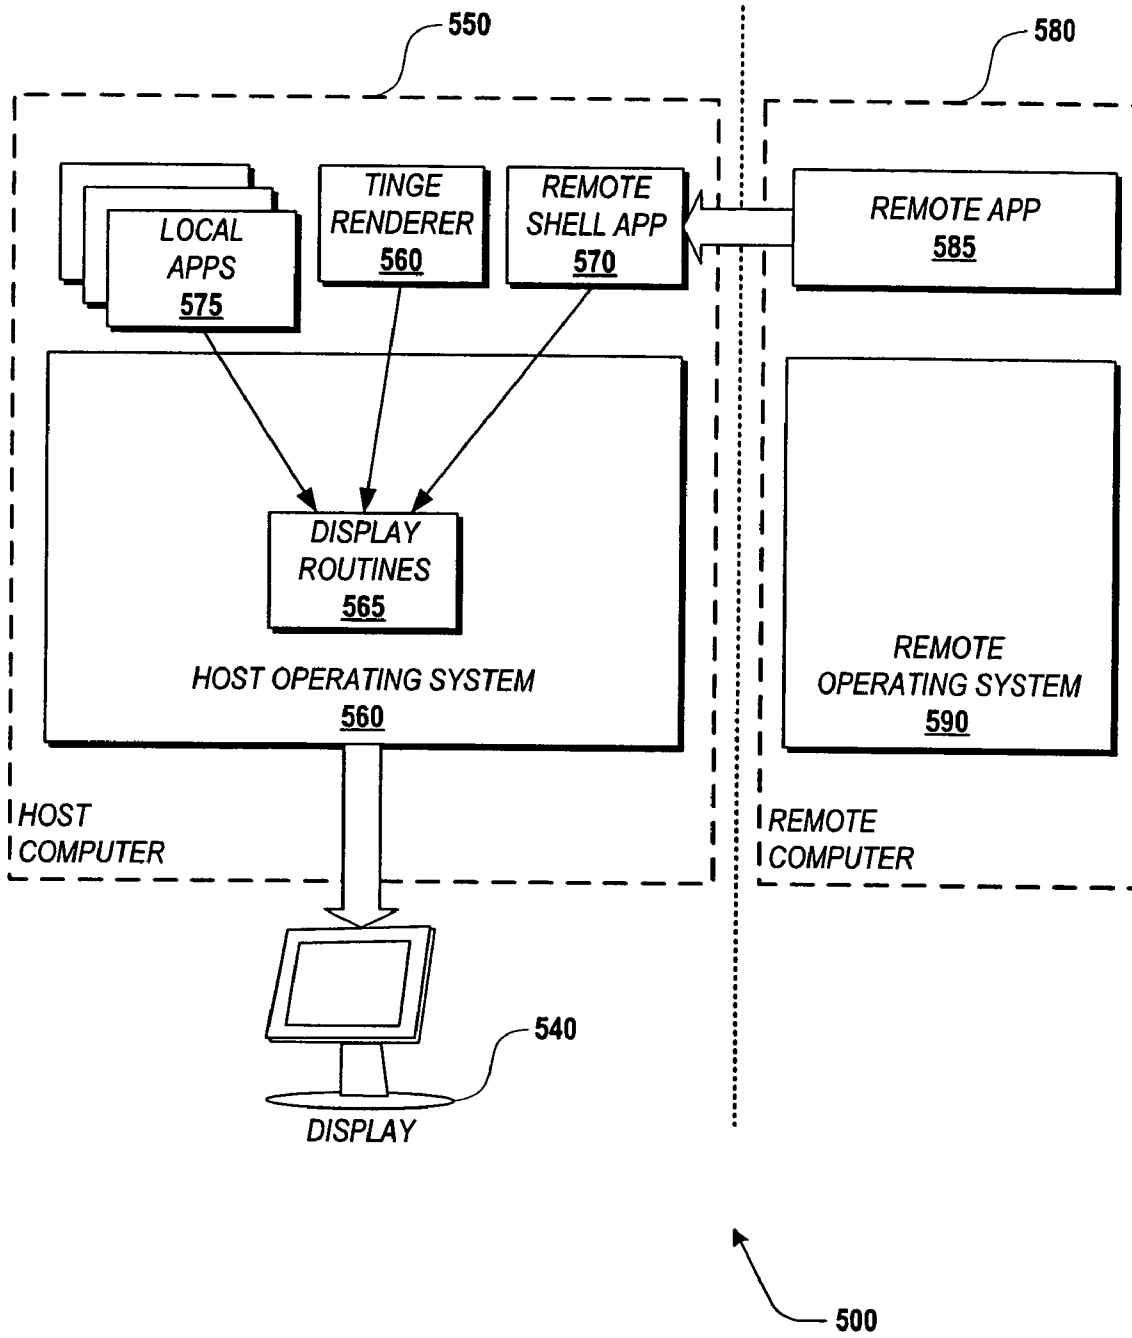 550
580
LOCAL
APPS
575
TINGE
RENDERER
560
REMOTE
SHELL APP
570
REMOTE APP
585
DISPLAY
ROUTINES
565
HOST OPERATING SYSTEM
560
REMOTE
OPERATING SYSTEM
590
HOST
COMPUTER
REMOTE
COMPUTER
540
DISPLAY
500